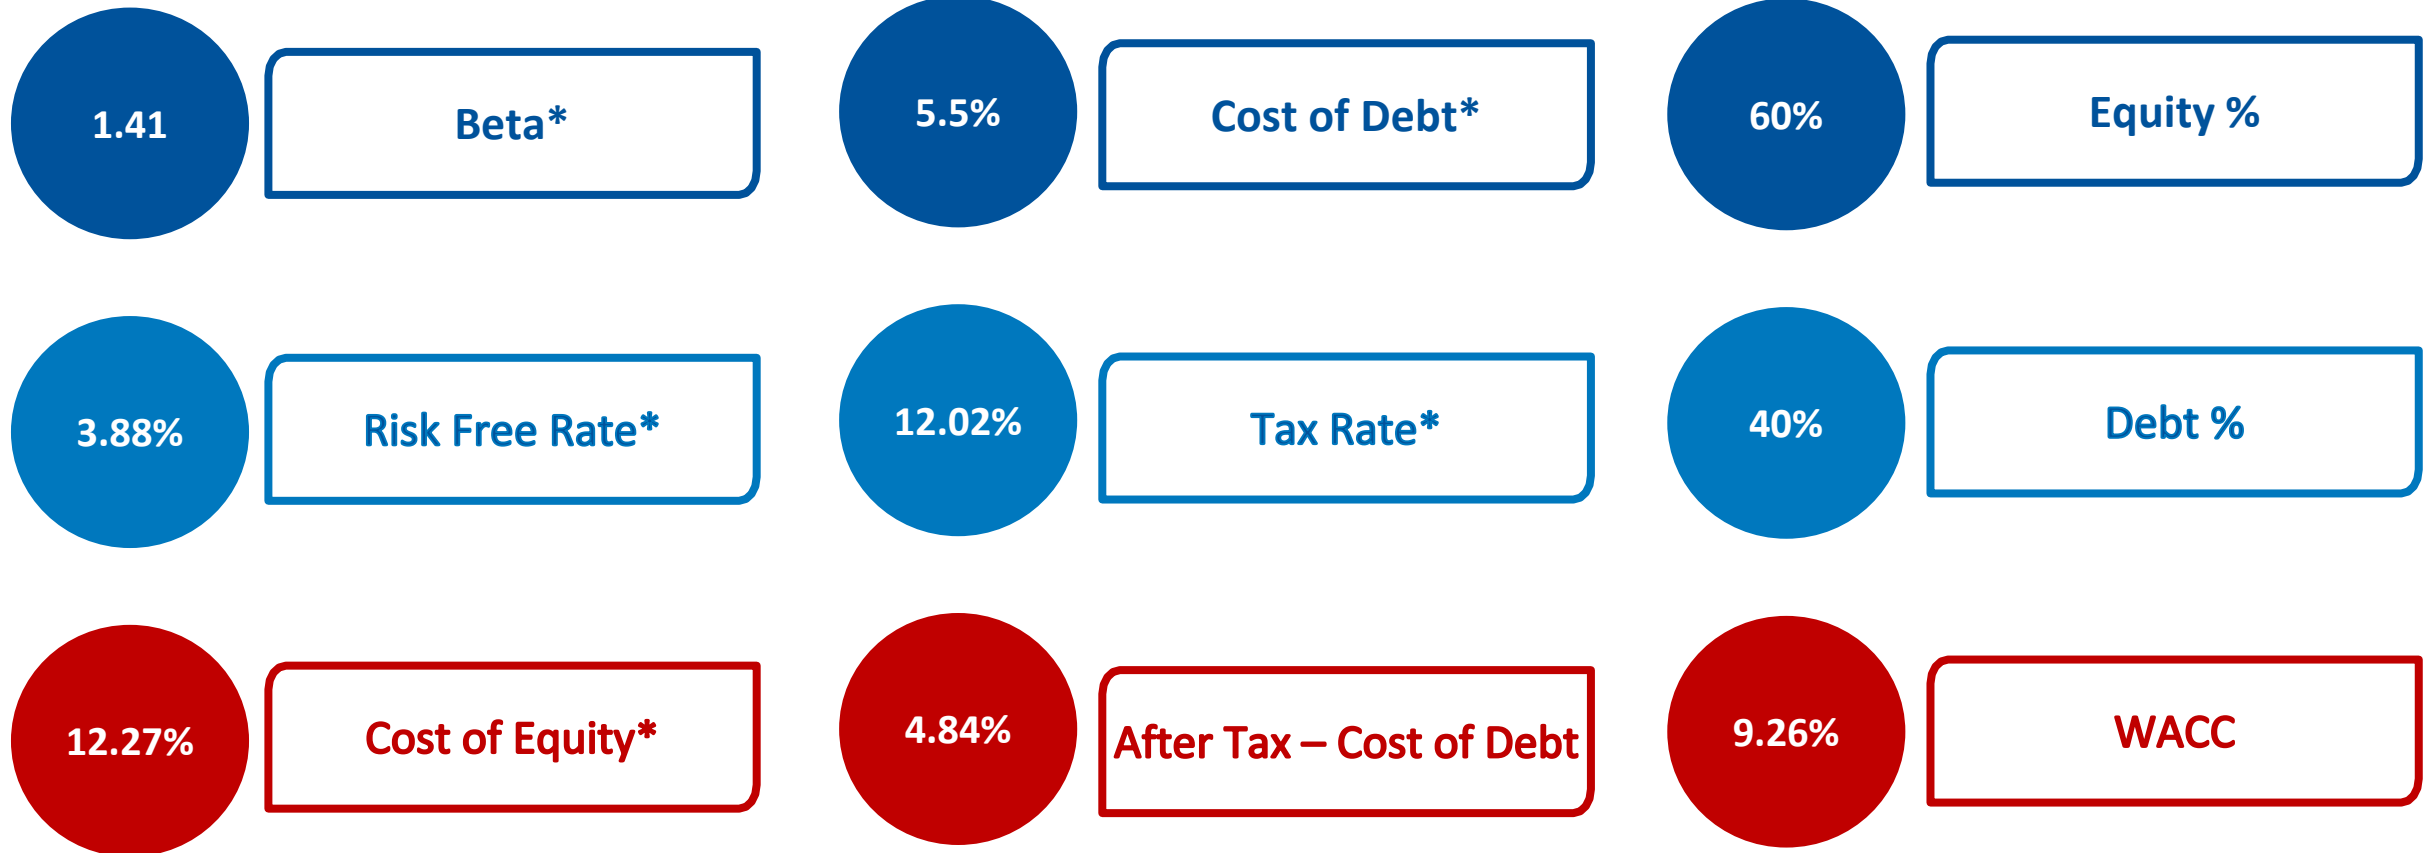 1.41
Beta*
5.5%
Cost of Debt*
60%
Equity %
3.88%
Risk Free Rate*
12.02%
Tax Rate*
40%
Debt %
12.27%
Cost of Equity*
4.84%
After Tax – Cost of Debt
9.26%
WACC